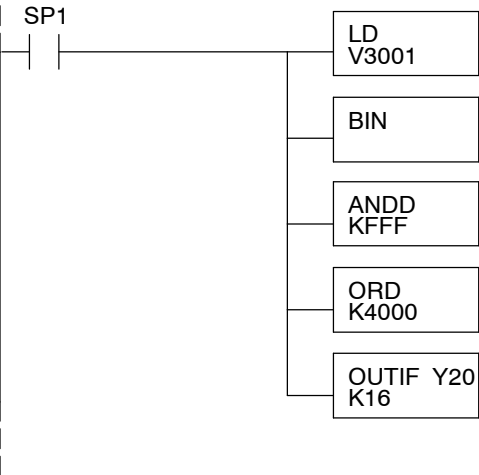 SP1
LD
V3001
BIN
ANDD
KFFF
ORD
K4000
OUTIF Y20
K16